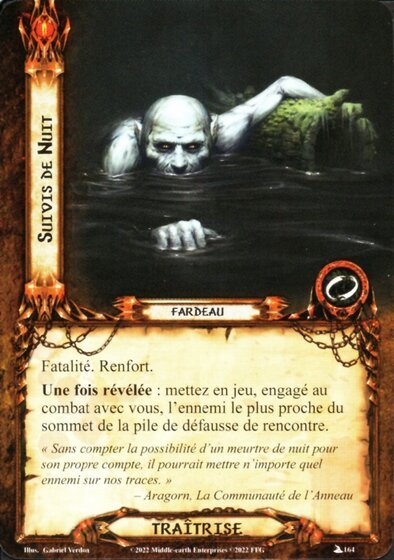 SUIVIS DE NUIT
FARDEAU
Fatalité. Renfort.
Une fois révélée : mettez en jeu, engagé au
combat avec vous, l'ennemi le plus proche du
sommet de la pile de défausse de rencontre.
« Sans compter la possibilité d'un meurtre de nuit pour
son propre compte, il pourrait mettre n'importe quel
ennemi sur nos traces. »
– Aragorn, La Communauté de l'Anneau
TRAÎTRISE
Illus. Gabriel Verdon
©2022 Middle-earth Enterprises ©2022 FFG
164